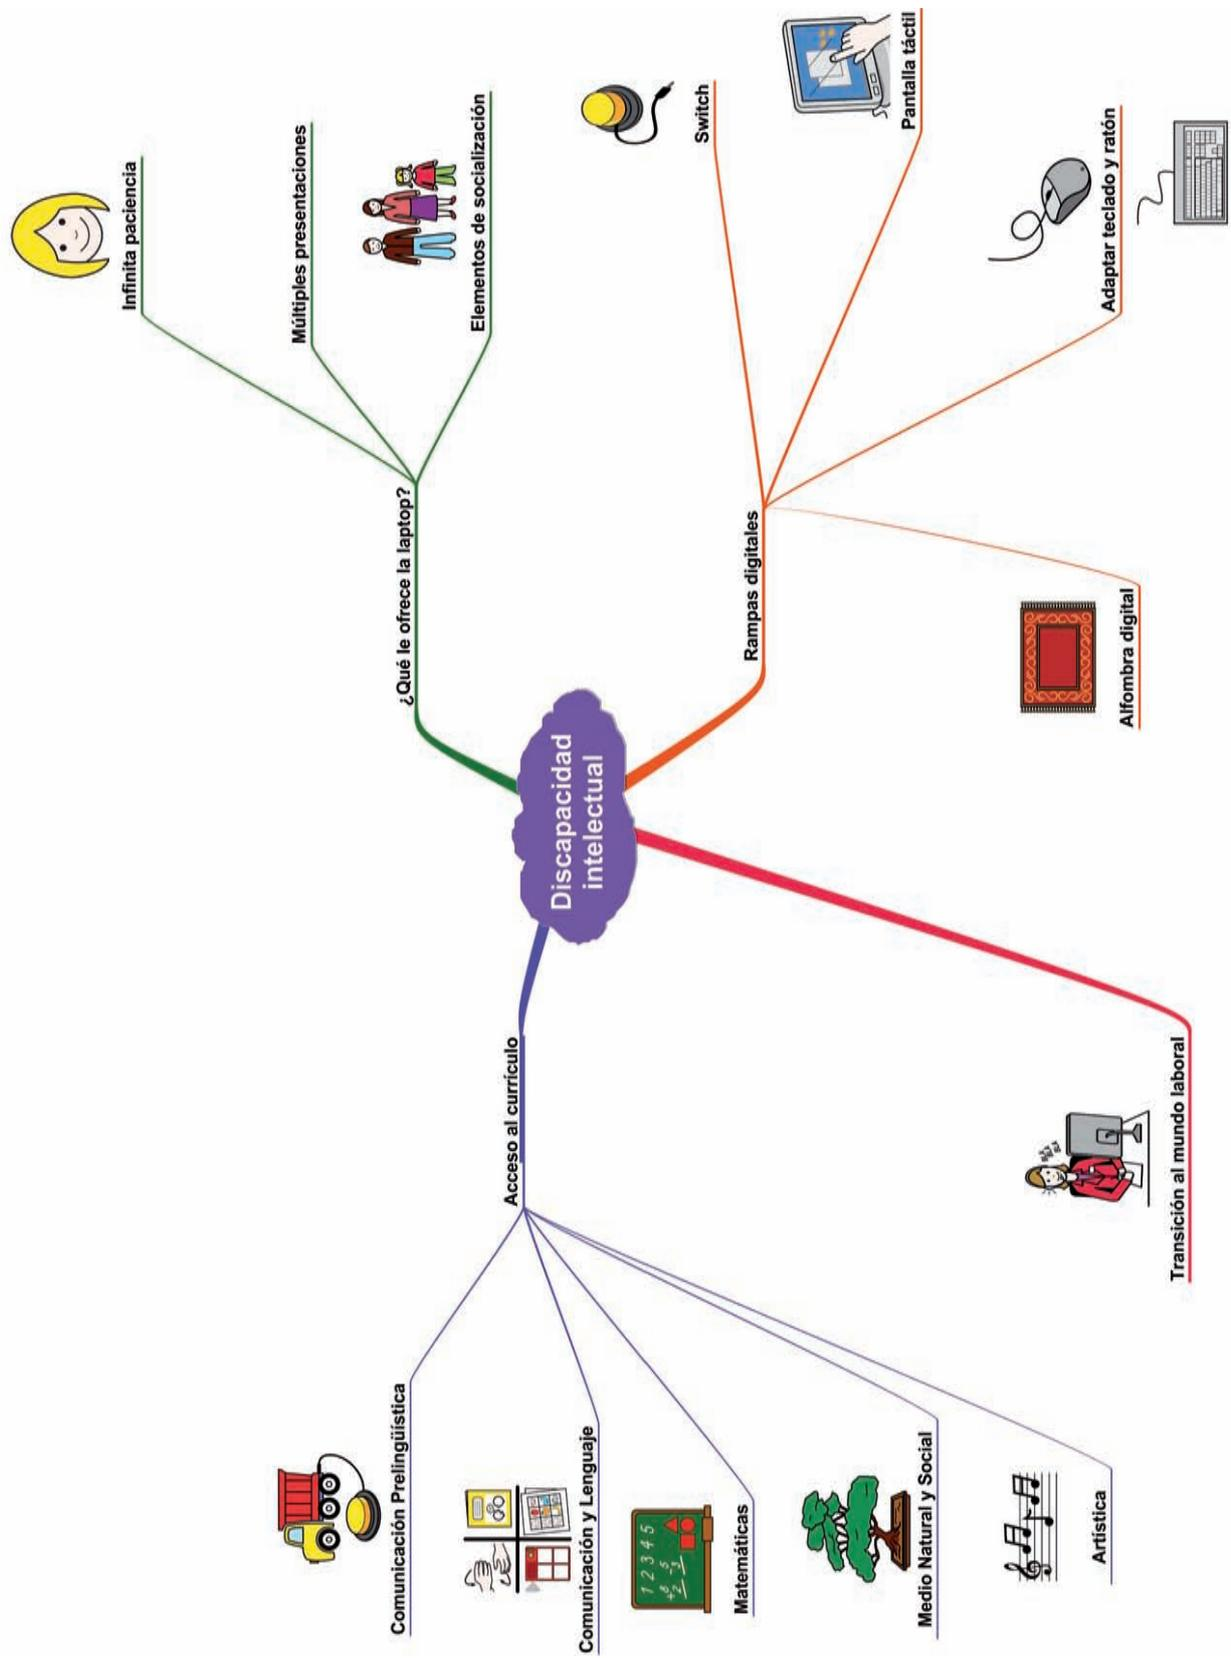 Discapacidad
intelectual
¿Qué le ofrece la laptop?
Infinita paciencia
Múltiples presentaciones
Elementos de socialización
Rampas digitales
Switch
Pantalla táctil
Adaptar teclado y ratón
Alfombra digital
Transición al mundo laboral
Acceso al currículo
Comunicación Prelingüística
Comunicación y Lenguaje
Matemáticas
1 2 3 4 5
Medio Natural y Social
Artística